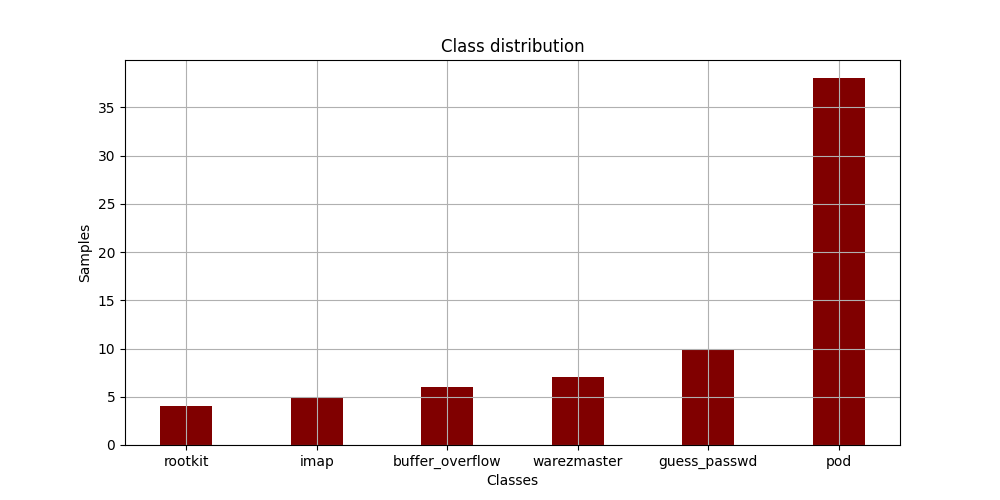 Class distribution
Samples
35
30
25
20
15
10
5
0
rootkit imap buffer_overflow warezmaster guess_passwd pod
Classes